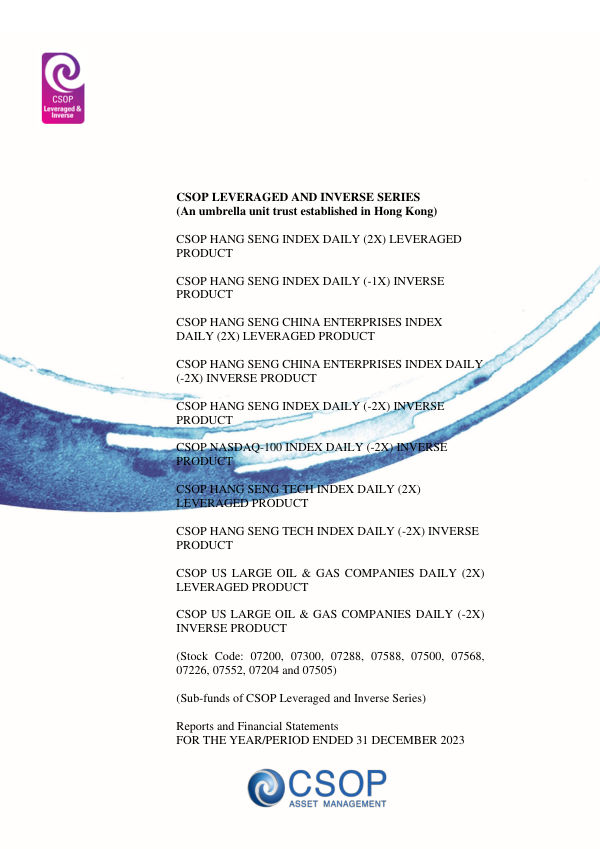 CSOP
Leveraged &
Inverse
CSOP LEVERAGED AND INVERSE SERIES
(An umbrella unit trust established in Hong Kong)
CSOP HANG SENG INDEX DAILY (2X) LEVERAGED
PRODUCT
CSOP HANG SENG INDEX DAILY (-1X) INVERSE
PRODUCT
CSOP HANG SENG CHINA ENTERPRISES INDEX
DAILY (2X) LEVERAGED PRODUCT
CSOP HANG SENG CHINA ENTERPRISES INDEX DAILY
(-2X) INVERSE PRODUCT
CSOP HANG SENG INDEX DAILY (-2X) INVERSE
PRODUCT
CSOP NASDAQ-100 INDEX DAILY (-2X) INVERSE
PRODUCT
CSOP HANG SENG TECH INDEX DAILY (2X)
LEVERAGED PRODUCT
CSOP HANG SENG TECH INDEX DAILY (-2X) INVERSE
PRODUCT
CSOP US LARGE OIL & GAS COMPANIES DAILY (2X)
LEVERAGED PRODUCT
CSOP US LARGE OIL & GAS COMPANIES DAILY (-2X)
INVERSE PRODUCT
(Stock Code: 07200, 07300, 07288, 07588, 07500, 07568,
07226, 07552, 07204 and 07505)
(Sub-funds of CSOP Leveraged and Inverse Series)
Reports and Financial Statements
FOR THE YEAR/PERIOD ENDED 31 DECEMBER 2023
CSOP
ASSET MANAGEMENT